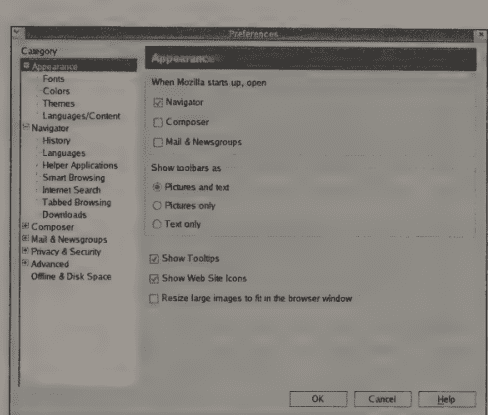 Preferences
Category
Appearance
Fonts
Colors
Themes
Languages/Content
Navigator
History
Languages
Helper Applications
Smart Browsing
Internet Search
Tabbed Browsing
Downloads
Composer
Mail & Newsgroups
Privacy & Security
Advanced
Offline & Disk Space
Appearance
When Mozilla starts up, open
Navigator
Composer
Mail & Newsgroups
Show toolbars as
Pictures and text
Pictures only
Text only
Show Tooltips
Show Web Site Icons
Resize large images to fit in the browser window
OK
Cancel
Help